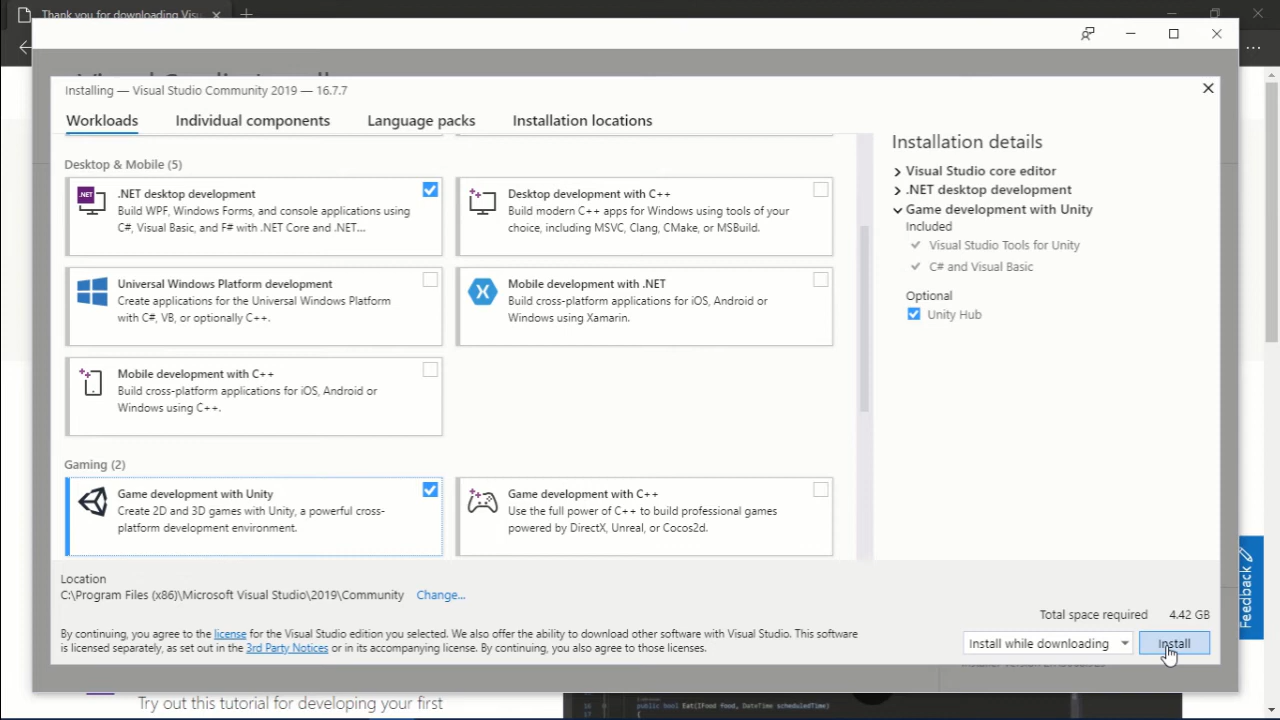 Thank you for downloading Visu
Installing — Visual Studio Community 2019 — 16.7.7
Workloads
Individual components
Language packs
Installation locations
Desktop & Mobile (5)
.NET desktop development
Build WPF, Windows Forms, and console applications using
C#, Visual Basic, and F# with .NET Core and .NET...
Desktop development with C++
Build modern C++ apps for Windows using tools of your
choice, including MSVC, Clang, CMake, or MSBuild.
Universal Windows Platform development
Create applications for the Universal Windows Platform
with C#, VB, or optionally C++.
Mobile development with .NET
Build cross-platform applications for iOS, Android or
Windows using Xamarin.
Mobile development with C++
Build cross-platform applications for iOS, Android or
Windows using C++.
Gaming (2)
Game development with Unity
Create 2D and 3D games with Unity, a powerful cross-
platform development environment.
Game development with C++
Use the full power of C++ to build professional games
powered by DirectX, Unreal, or Cocos2d.
Installation details
Visual Studio core editor
.NET desktop development
Game development with Unity
Included
Visual Studio Tools for Unity
C# and Visual Basic
Optional
Unity Hub
Location
C:\Program Files (x86)\Microsoft Visual Studio\2019\Community
Change...
Total space required 4.42 GB
By continuing, you agree to the license for the Visual Studio edition you selected. We also offer the ability to download other software with Visual Studio. This software
is licensed separately, as set out in the 3rd Party Notices or in its accompanying license. By continuing, you also agree to those licenses.
Install while downloading
Install
Feedback
Try out this tutorial for developing your first
16 public bool Eat(IFood food, DateTime scheduledTime)
17 {